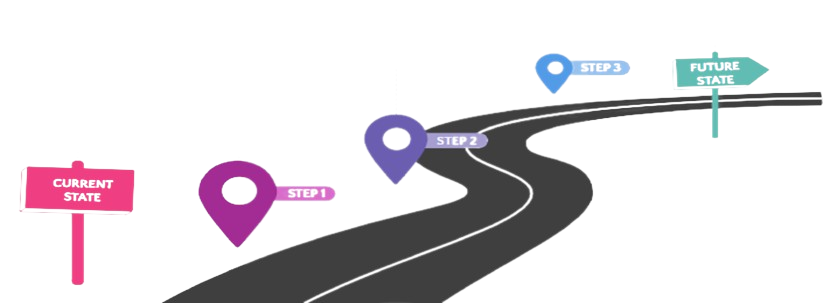 CURRENT
STATE
STEP 1
STEP 2
STEP 3
FUTURE
STATE